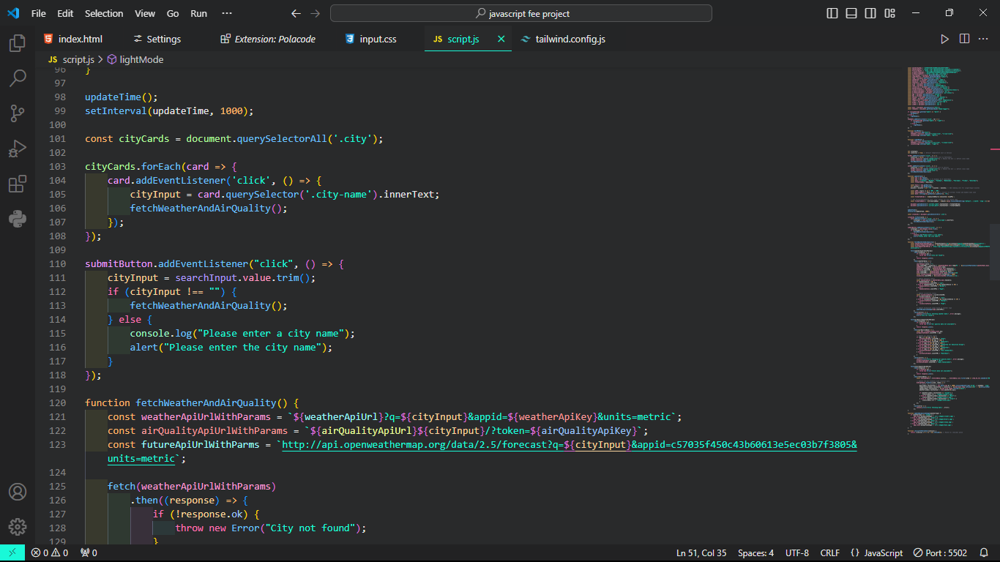 File Edit Selection View Go Run ··· ← → javascript fee project
index.html Settings Extension: Polacode input.css JS script.js × tailwind.config.js ···
JS script.js > lightMode
96 }
97
98 updateTime();
99 setInterval(updateTime, 1000);
100
101 const cityCards = document.querySelectorAll('.city');
102
103 cityCards.forEach(card => {
104 card.addEventListener('click', () => {
105 cityInput = card.querySelector('.city-name').innerText;
106 fetchWeatherAndAirQuality();
107 });
108 });
109
110 submitButton.addEventListener("click", () => {
111 cityInput = searchInput.value.trim();
112 if (cityInput !== "") {
113 fetchWeatherAndAirQuality();
114 } else {
115 console.log("Please enter a city name");
116 alert("Please enter the city name");
117 }
118 });
119
120 function fetchWeatherAndAirQuality() {
121 const weatherApiUrlWithParams = `${weatherApiUrl}?q=${cityInput}&appid=${weatherApiKey}&units=metric`;
122 const airQualityApiUrlWithParams = `${airQualityApiUrl}${cityInput}/?token=${airQualityApiKey}`;
123 const futureApiUrlWithParms = `http://api.openweathermap.org/data/2.5/forecast?q=${cityInput}&appid=c57035f450c43b60613e5ec03b7f3805&
units=metric`;
124
125 fetch(weatherApiUrlWithParams)
126 .then((response) => {
127 if (!response.ok) {
128 throw new Error("City not found");
129 }
0 0 0 Ln 51, Col 35 Spaces: 4 UTF-8 CRLF {} JavaScript Port : 5502